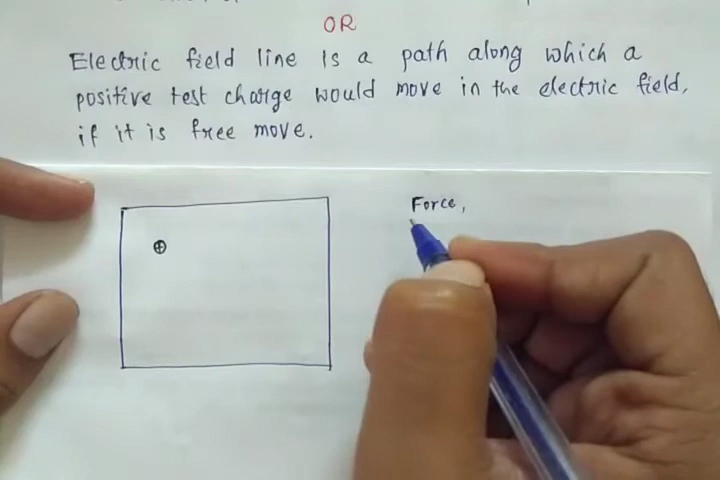 OR
Electric field line is a path along which a
positive test charge would move in the electric field,
if it is free move.
+
Force,